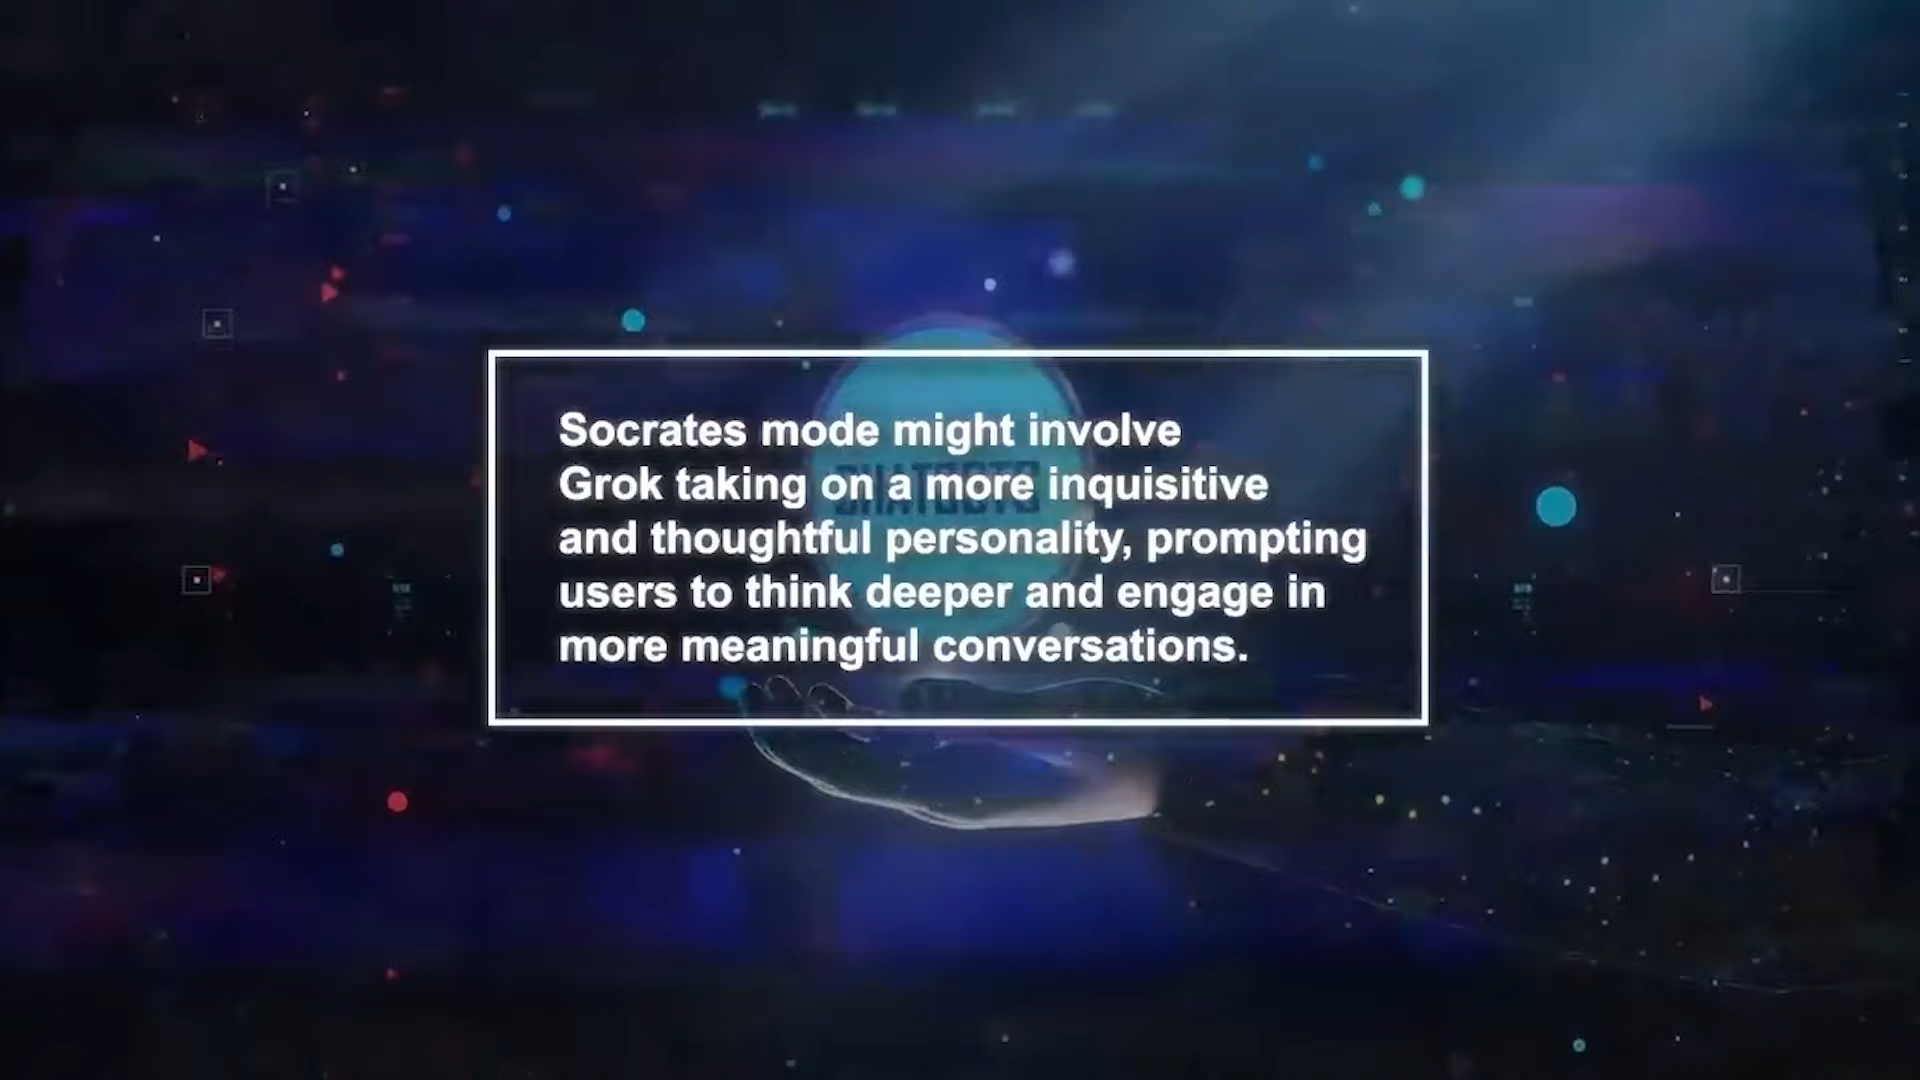 Socrates mode might involve
Grok taking on a more inquisitive
and thoughtful personality, prompting
users to think deeper and engage in
more meaningful conversations.
CHATBOTS